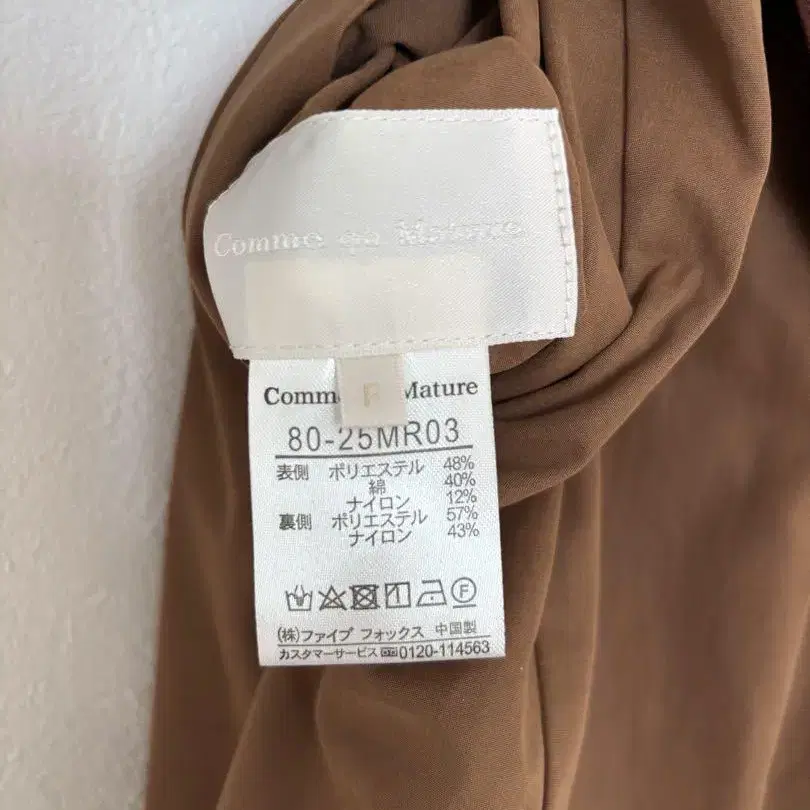 Comme ça Mature
F
Comm Mature
80-25MR03
表側 ポリエステル 48%
綿 40%
ナイロン 12%
裏側 ポリエステル 57%
ナイロン 43%
(株)ファイブ フォックス 中国製
カスタマーサービス 0120-114563